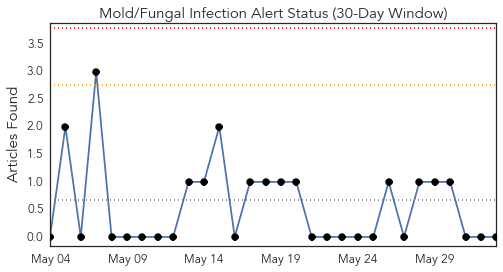 Mold/Fungal Infection Alert Status (30-Day Window)
Articles Found
3.5
3.0
2.5
2.0
1.5
1.0
0.5
0.0
May 04 May 09 May 14 May 19 May 24 May 29